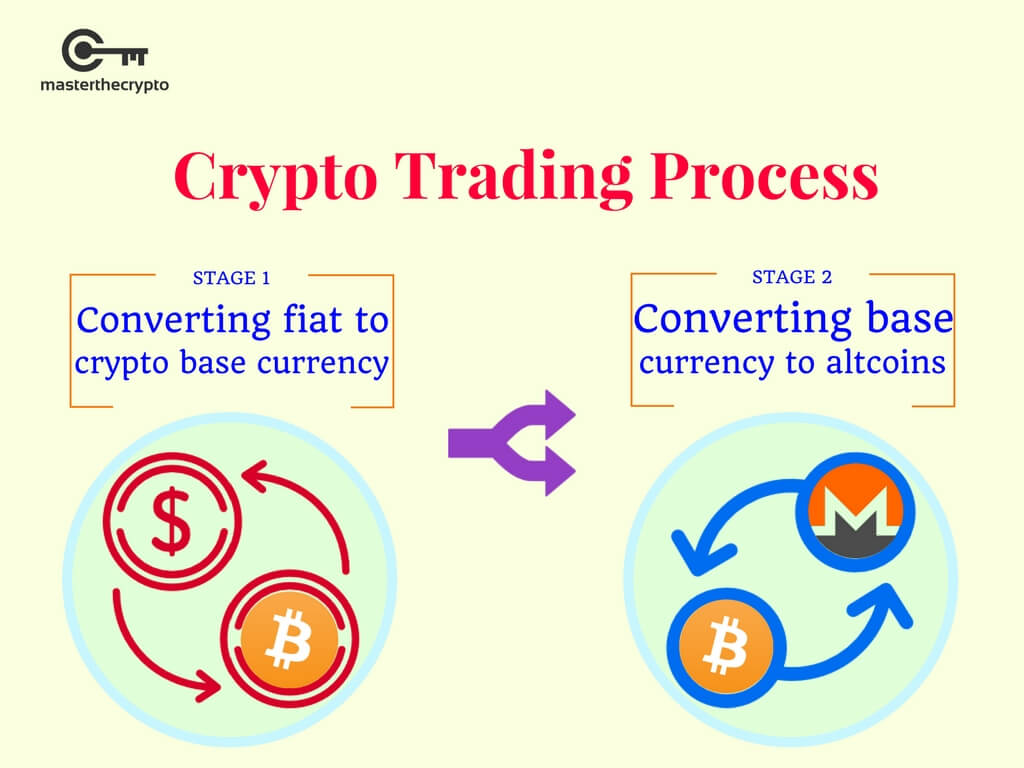 masterthecrypto
Crypto Trading Process
STAGE 1
Converting fiat to
crypto base currency
STAGE 2
Converting base
currency to altcoins
$